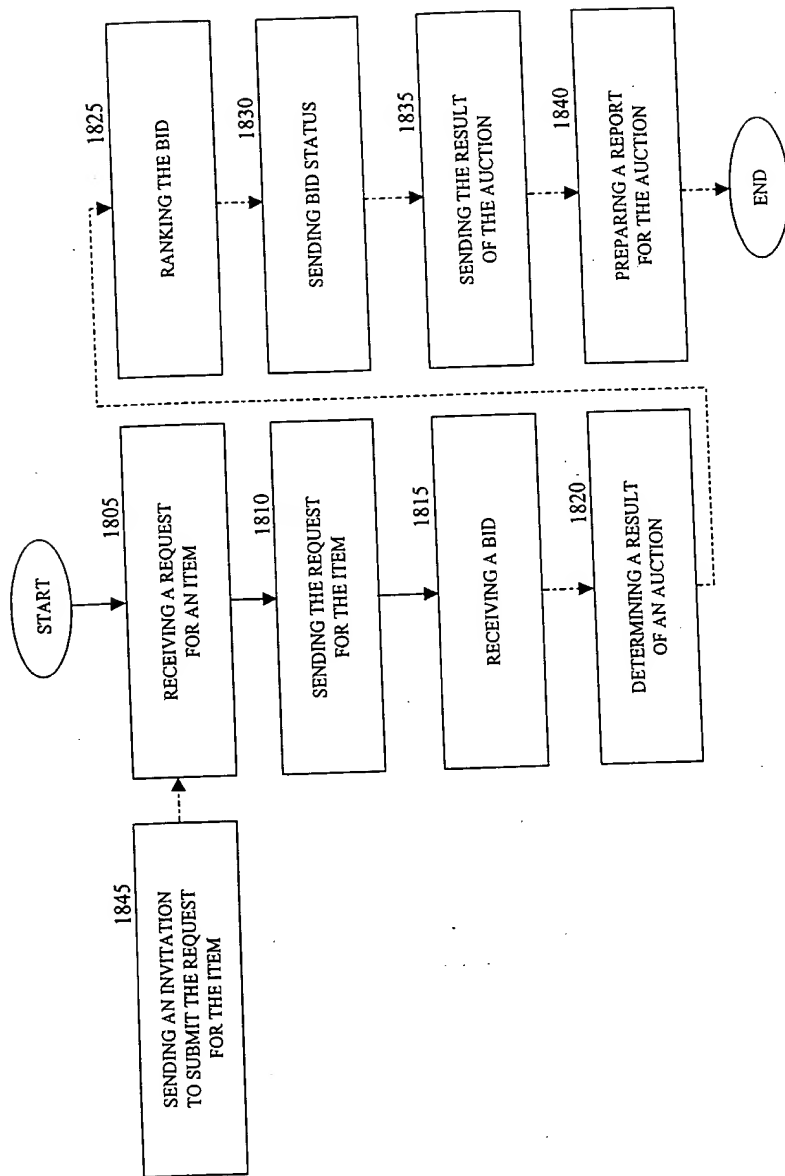 START
1805
RECEIVING A REQUEST
FOR AN ITEM
1810
SENDING THE REQUEST
FOR THE ITEM
1815
RECEIVING A BID
1820
DETERMINING A RESULT
OF AN AUCTION
1825
RANKING THE BID
1830
SENDING BID STATUS
1835
SENDING THE RESULT
OF THE AUCTION
1840
PREPARING A REPORT
FOR THE AUCTION
END
1845
SENDING AN INVITATION
TO SUBMIT THE REQUEST
FOR THE ITEM